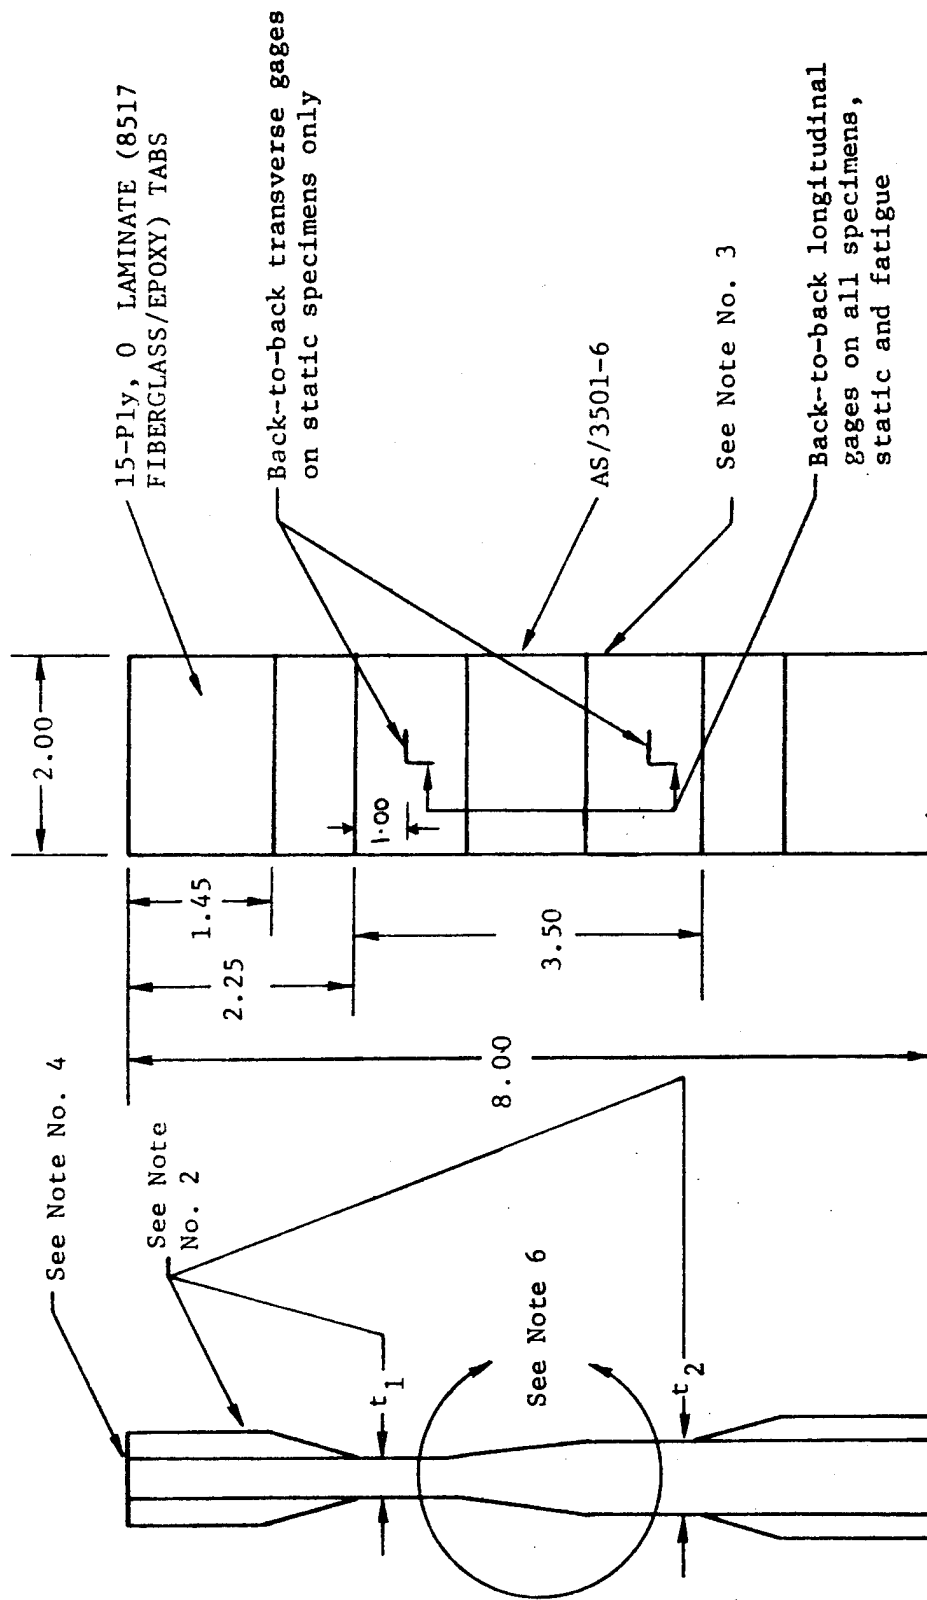 15-Ply, 0 LAMINATE (8517
FIBERGLASS/EPOXY) TABS
Back-to-back transverse gages
on static specimens only
AS/3501-6
See Note No. 3
Back-to-back longitudinal
gages on all specimens,
static and fatigue
2.00
1.00
1.45
2.25
3.50
8.00
See Note No. 4
See Note
No. 2
See Note 6
t1
t2